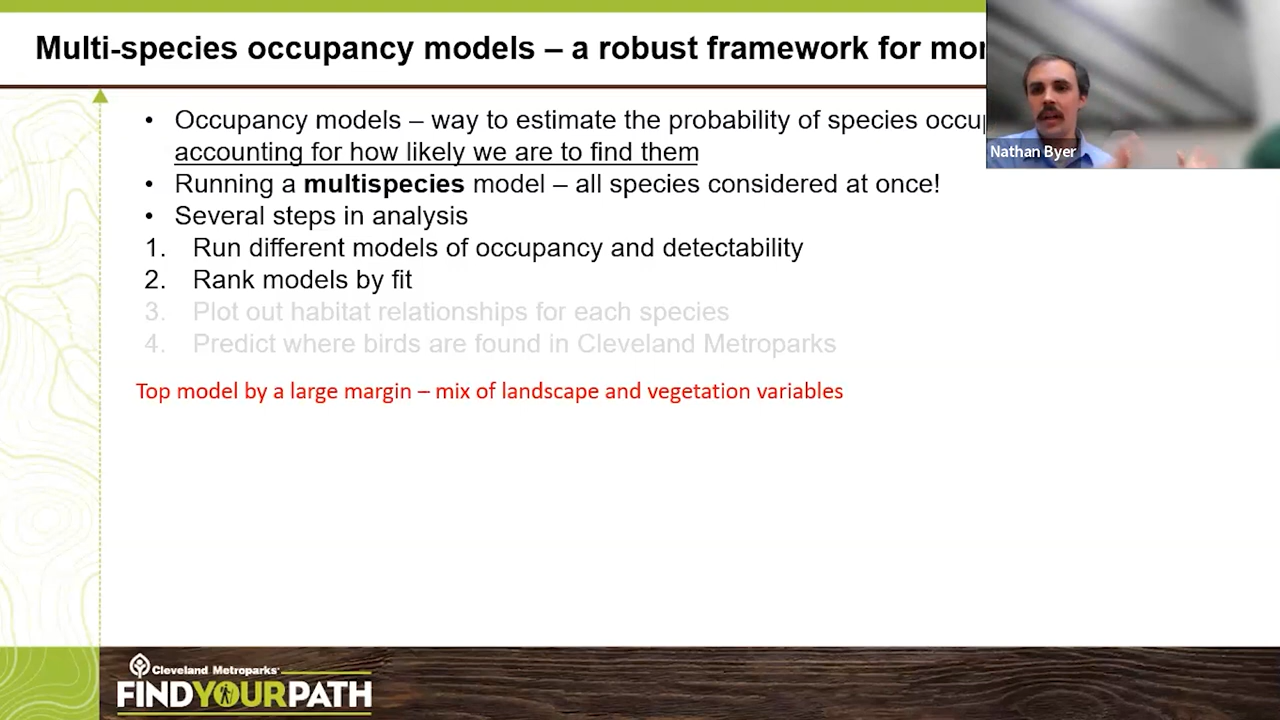 Multi-species occupancy models – a robust framework for
• Occupancy models – way to estimate the probability of species
accounting for how likely we are to find them
• Running a multispecies model – all species considered at once!
• Several steps in analysis
1. Run different models of occupancy and detectability
2. Rank models by fit
3. Plot out habitat relationships for each species
4. Predict where birds are found in Cleveland Metroparks
Top model by a large margin – mix of landscape and vegetation variables
Nathan Byer
Cleveland Metroparks
FINDYOURPATH